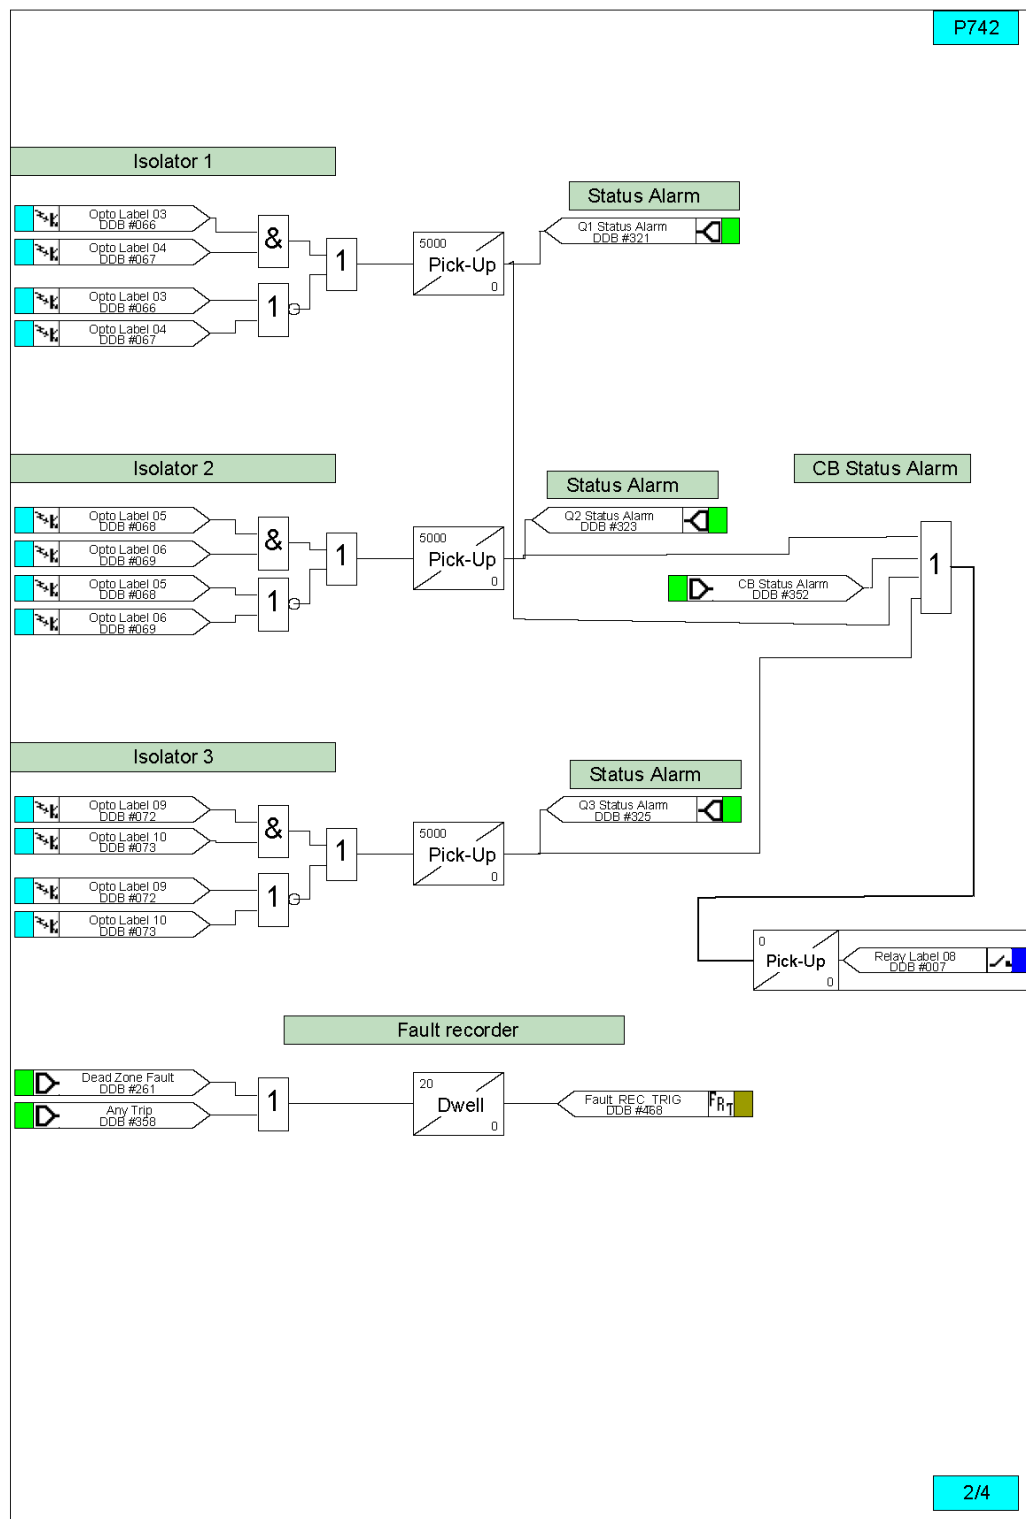 P742
Isolator 1
Opto Label 03
DDB #066
Opto Label 04
DDB #067
Opto Label 03
DDB #066
Opto Label 04
DDB #067
&
1
1
5000
Pick-Up
0
Status Alarm
Q1 Status Alarm
DDB #321
Isolator 2
Opto Label 05
DDB #068
Opto Label 06
DDB #069
Opto Label 05
DDB #068
Opto Label 06
DDB #069
&
1
1
5000
Pick-Up
0
Status Alarm
Q2 Status Alarm
DDB #323
CB Status Alarm
CB Status Alarm
DDB #352
1
Isolator 3
Opto Label 09
DDB #072
Opto Label 10
DDB #073
Opto Label 09
DDB #072
Opto Label 10
DDB #073
&
1
1
5000
Pick-Up
0
Status Alarm
Q3 Status Alarm
DDB #325
0
Pick-Up
0
Relay Label 08
DDB #007
Fault recorder
Dead Zone Fault
DDB #261
Any Trip
DDB #358
1
20
Dwell
0
Fault REC TRIG
DDB #468
FRT
2/4